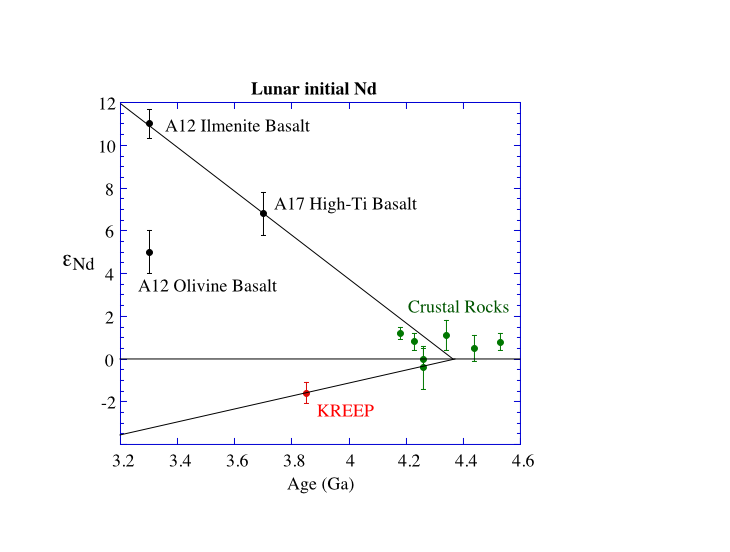 Lunar initial Nd
12
10
8
6
4
2
0
-2
εNd
A12 Ilmenite Basalt
A17 High-Ti Basalt
A12 Olivine Basalt
Crustal Rocks
KREEP
3.2 3.4 3.6 3.8 4 4.2 4.4 4.6
Age (Ga)